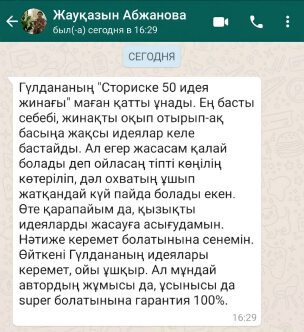 Жауқазын Абжанова
был(-а) сегодня в 16:29
СЕГОДНЯ
Гүлдананың "Сториске 50 идея
жинағы" маған қатты ұнады. Ең басты
себебі, жинақты оқып отырып-ақ
басыңа жақсы идеялар келе
бастайды. Ал егер жасасам қалай
болады деп ойласаң тіпті көңілің
көтеріліп, дәл охватың ұшып
жатқандай күй пайда болады екен.
Өте қарапайым да, қызықты
идеяларды жасауға асығудамын.
Нәтиже керемет болатынына сенемін.
Өйткені Гүлдананың идеялары
керемет, ойы ұшқыр. Ал мұндай
автордың жұмысы да, ұсынысы да
super болатынына гарантия 100%.
16:29